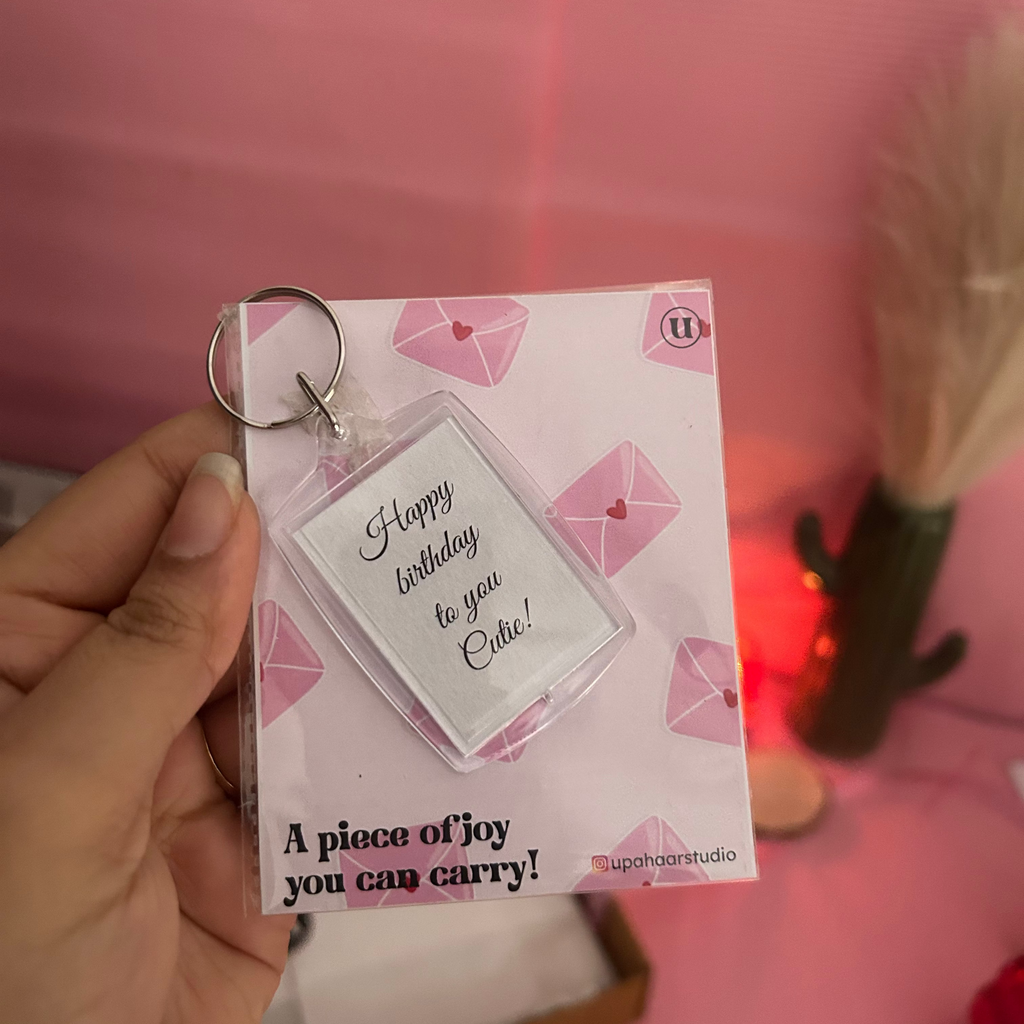 u
Happy
birthday
to you
Cutie!
A piece of joy
you can carry!
upahaarstudio